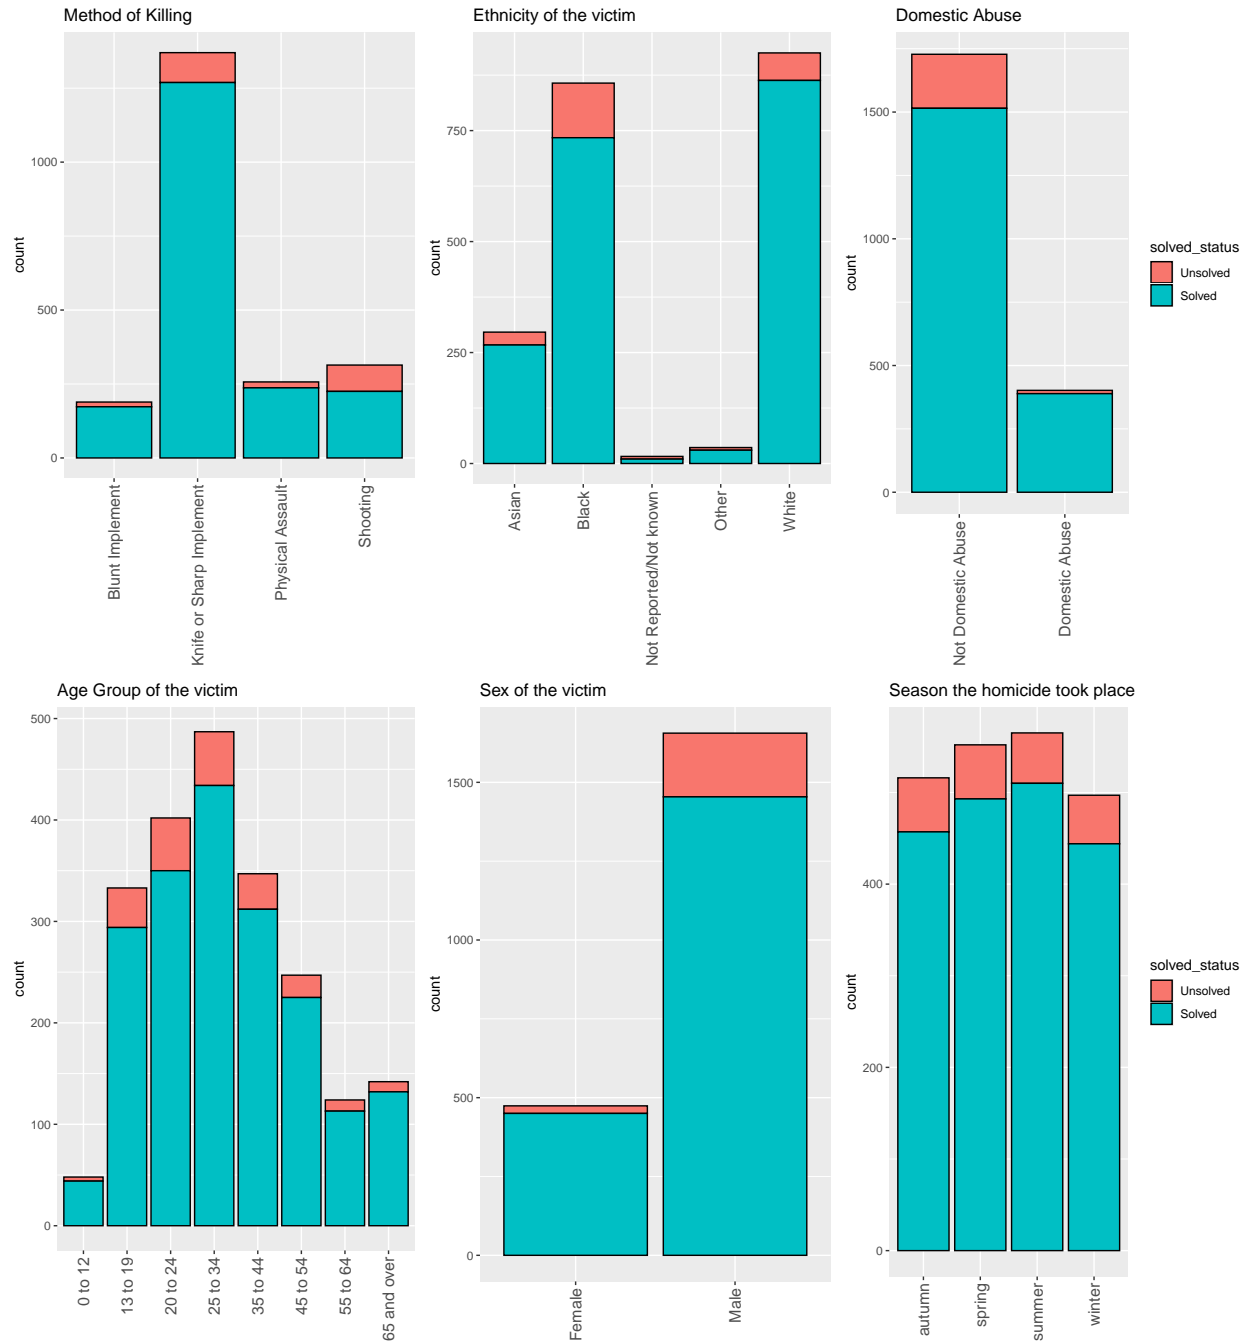 Method of Killing
count
1000
500
0
Blunt Implement
Knife or Sharp Implement
Physical Assault
Shooting
Ethnicity of the victim
count
750
500
250
0
Asian
Black
Not Reported/Not known
Other
White
Domestic Abuse
count
1500
1000
500
0
Not Domestic Abuse
Domestic Abuse
solved_status
Unsolved
Solved
Age Group of the victim
count
500
400
300
200
100
0
0 to 12
13 to 19
20 to 24
25 to 34
35 to 44
45 to 54
55 to 64
65 and over
Sex of the victim
count
1500
1000
500
0
Female
Male
Season the homicide took place
count
400
200
0
autumn
spring
summer
winter
solved_status
Unsolved
Solved